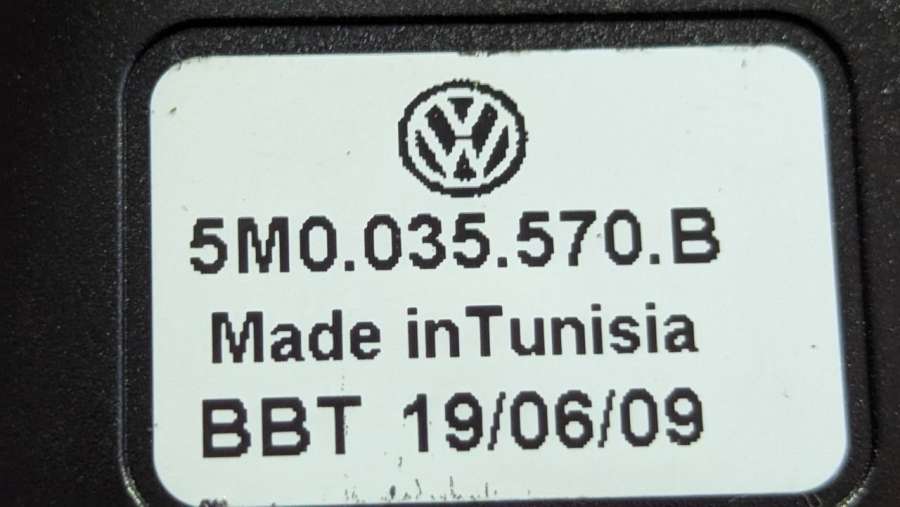 5M0.035.570.B
Made inTunisia
BBT 19/06/09